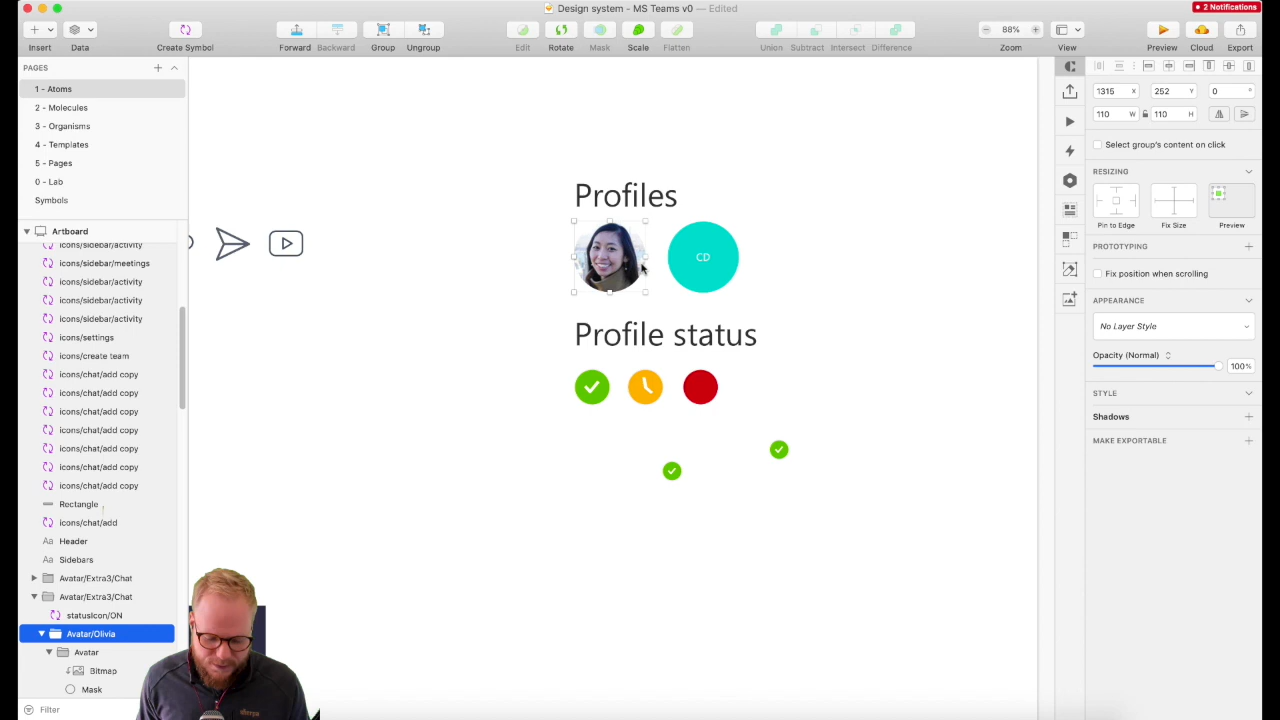 Design system - MS Teams v0 — Edited
2 Notifications
Insert
Data
Create Symbol
Forward
Backward
Group
Ungroup
Edit
Rotate
Mask
Scale
Flatten
Union
Subtract
Intersect
Difference
88%
Zoom
View
Preview
Cloud
Export
PAGES
1 - Atoms
2 - Molecules
3 - Organisms
4 - Templates
5 - Pages
0 - Lab
Symbols
Artboard
icons/sidebar/activity
icons/sidebar/meetings
icons/sidebar/activity
icons/sidebar/activity
icons/sidebar/activity
icons/settings
icons/create team
icons/chat/add copy
icons/chat/add copy
icons/chat/add copy
icons/chat/add copy
icons/chat/add copy
icons/chat/add copy
icons/chat/add copy
Rectangle
icons/chat/add
Aa Header
Aa Sidebars
Avatar/Extra3/Chat
Avatar/Extra3/Chat
statusIcon/ON
Avatar/Olivia
Avatar
Bitmap
Mask
Filter
Profiles
CD
Profile status
1315 X
252 Y
0 °
110 W
110 H
Select group's content on click
RESIZING
Pin to Edge
Fix Size
Preview
PROTOTYPING
Fix position when scrolling
APPEARANCE
No Layer Style
Opacity (Normal)
100%
STYLE
Shadows
MAKE EXPORTABLE